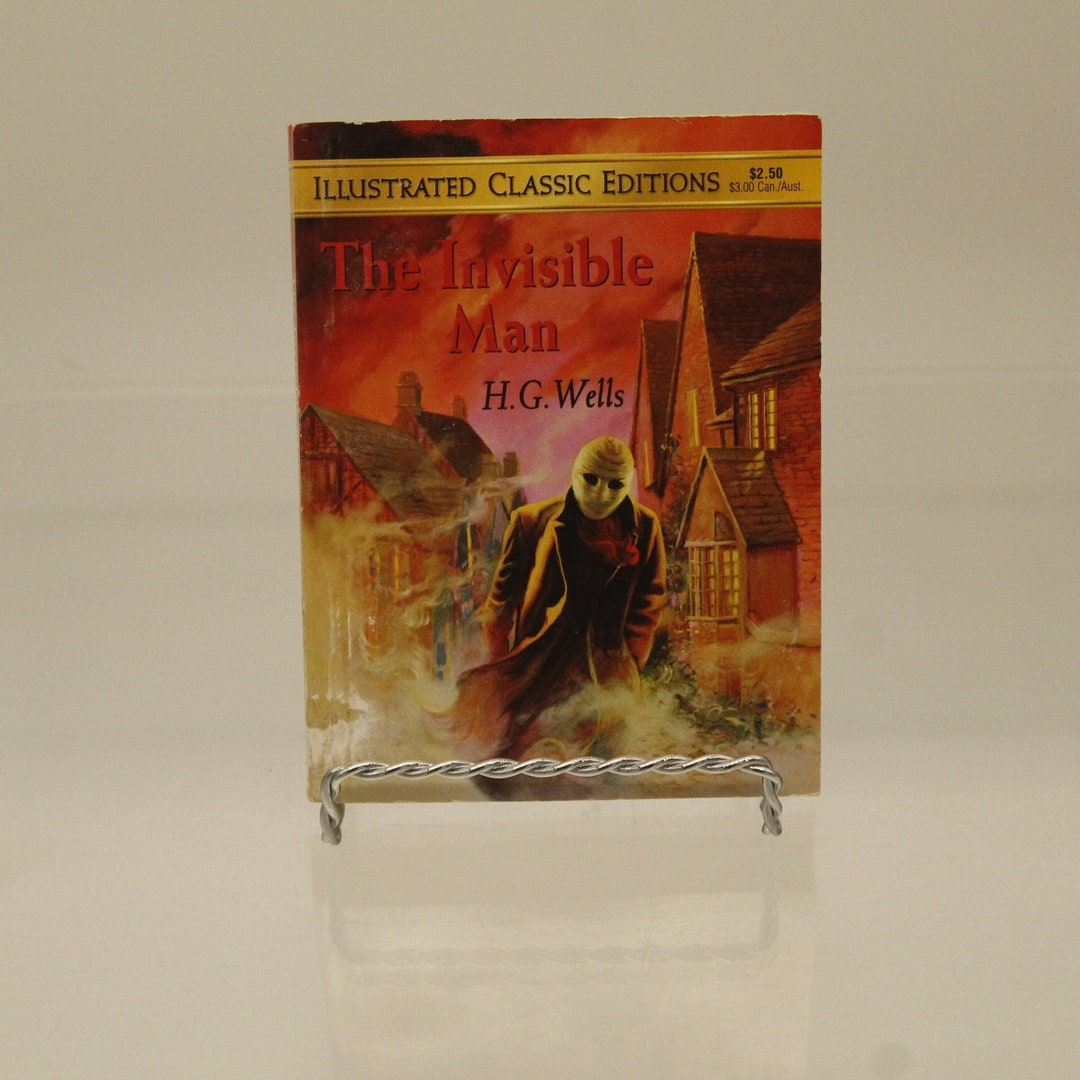 ILLUSTRATED CLASSIC EDITIONS
$2.50
$3.00 Can./Aust.
The Invisible
Man
H.G. Wells